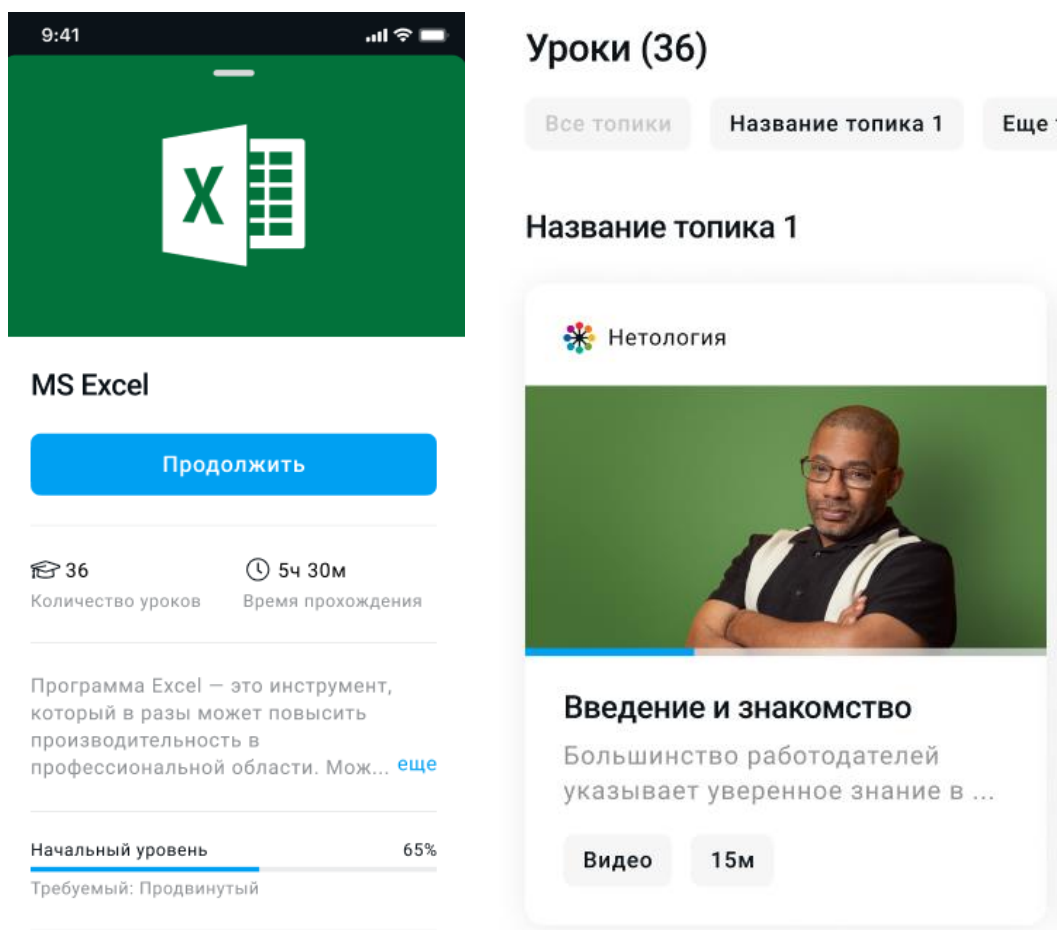 9:41
X
MS Excel
Продолжить
36
5ч 30м
Количество уроков
Время прохождения
Программа Excel — это инструмент,
который в разы может повысить
производительность в
профессиональной области. Мож... еще
Начальный уровень 65%
Требуемый: Продвинутый
Уроки (36)
Все топики
Название топика 1
Еще
Название топика 1
Нетология
Введение и знакомство
Большинство работодателей
указывает уверенное знание в ...
Видео
15м